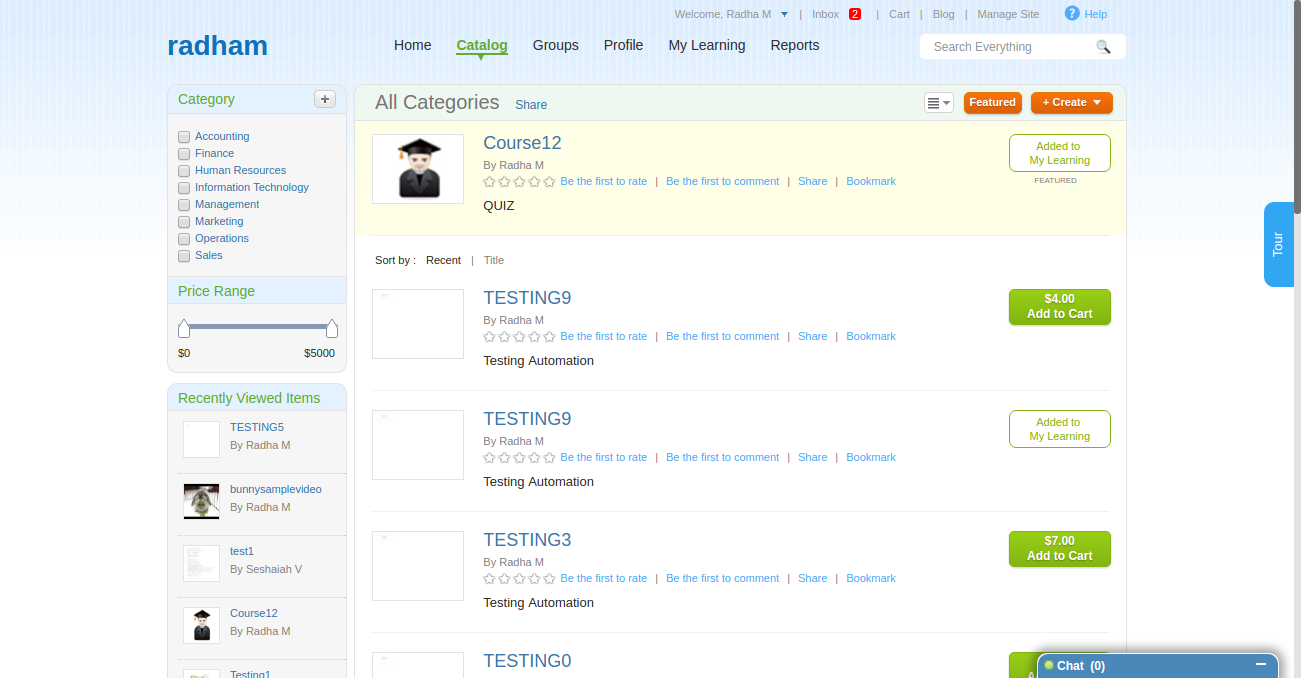 Welcome, Radha M | Inbox 2 | Cart | Blog | Manage Site ? Help
radham
Home Catalog Groups Profile My Learning Reports
Search Everything
Category +
Accounting
Finance
Human Resources
Information Technology
Management
Marketing
Operations
Sales
Price Range
$0 $5000
Recently Viewed Items
TESTING5
By Radha M
bunnysamplevideo
By Radha M
test1
By Seshaiah V
Course12
By Radha M
Testing1
All Categories Share
Featured + Create
Course12
By Radha M
Be the first to rate | Be the first to comment | Share | Bookmark
QUIZ
Added to
My Learning
FEATURED
Sort by : Recent | Title
TESTING9
By Radha M
Be the first to rate | Be the first to comment | Share | Bookmark
Testing Automation
$4.00
Add to Cart
TESTING9
By Radha M
Be the first to rate | Be the first to comment | Share | Bookmark
Testing Automation
Added to
My Learning
TESTING3
By Radha M
Be the first to rate | Be the first to comment | Share | Bookmark
Testing Automation
$7.00
Add to Cart
TESTING0
Tour
Chat (0)